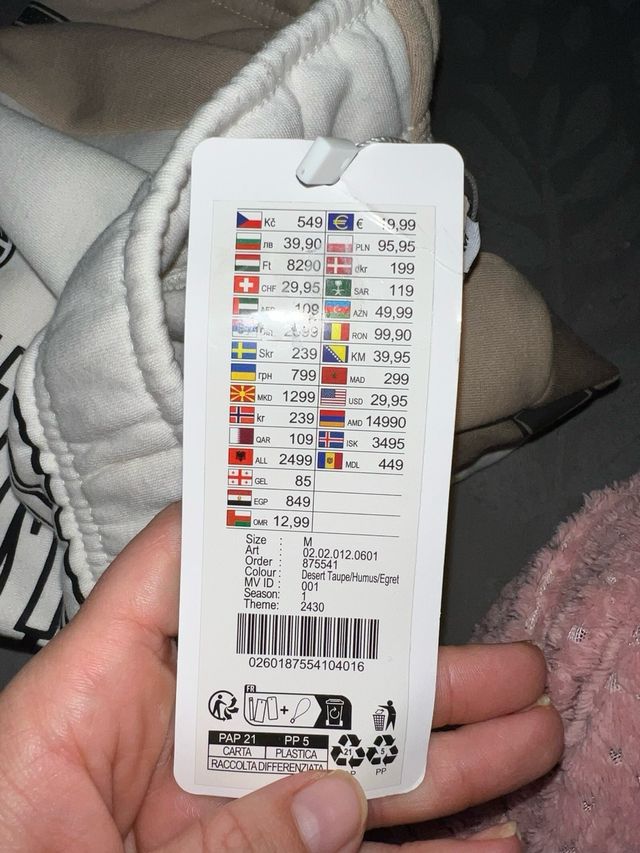 Kč 549 € 19,99
лв 39,90 PLN 95,95
Ft 8290 dkr 199
CHF 29,95 SAR 119
AED 109 AZN 49,99
RON 99,90
Skr 239 KM 39,95
грн 799 MAD 299
MKD 1299 USD 29,95
kr 239 AMD 14990
QAR 109 ISK 3495
ALL 2499 MDL 449
GEL 85
EGP 849
OMR 12,99
Size : M
Art : 02.02.012.0601
Order : 875541
Colour : Desert Taupe/Humus/Egret
MV ID : 001
Season: 1
Theme: 2430
0260187554104016
FR
+
PAP 21 PP 5
CARTA PLASTICA
RACCOLTA DIFFERENZIATA
21 5
PP